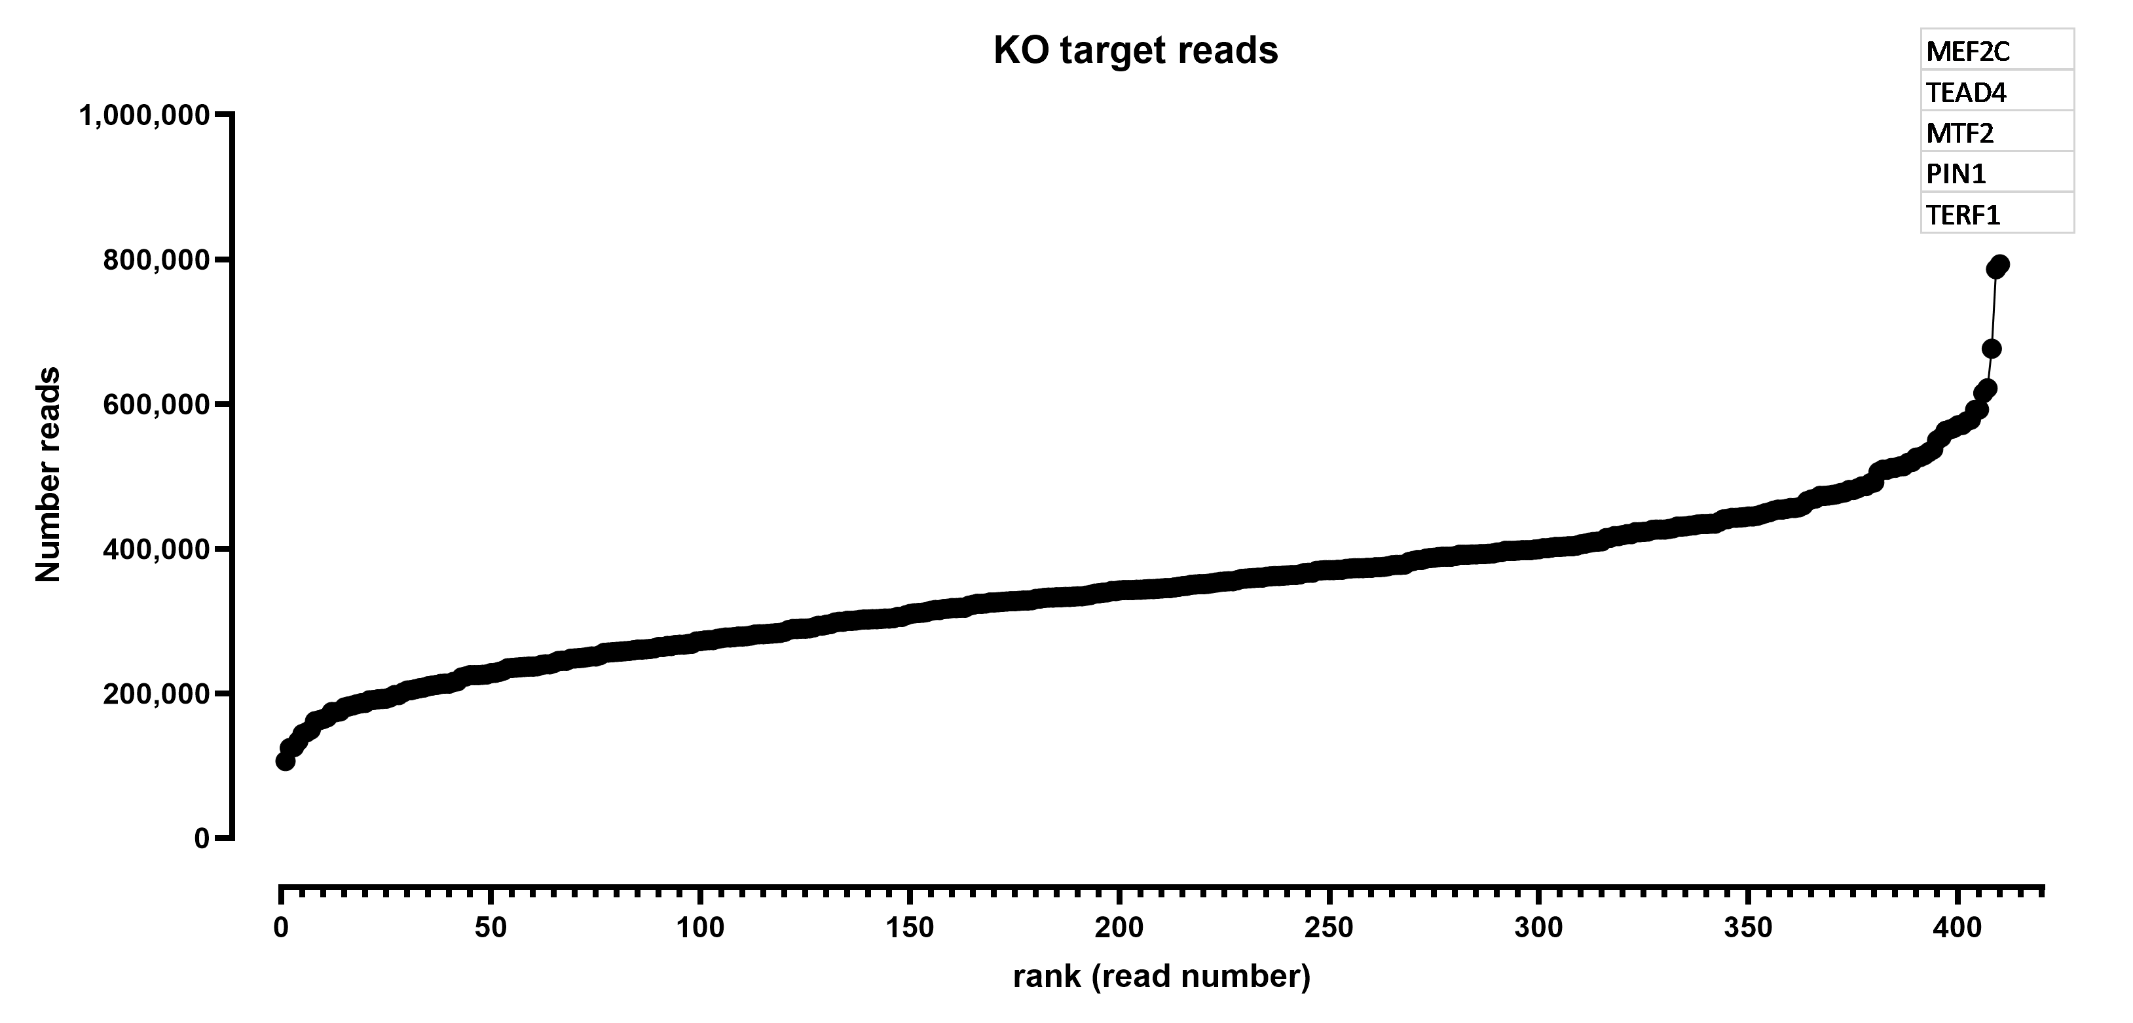 KO target reads
MEF2C
TEAD4
MTF2
PIN1
TERF1
1,000,000
800,000
600,000
400,000
200,000
0
Number reads
0 50 100 150 200 250 300 350 400
rank (read number)